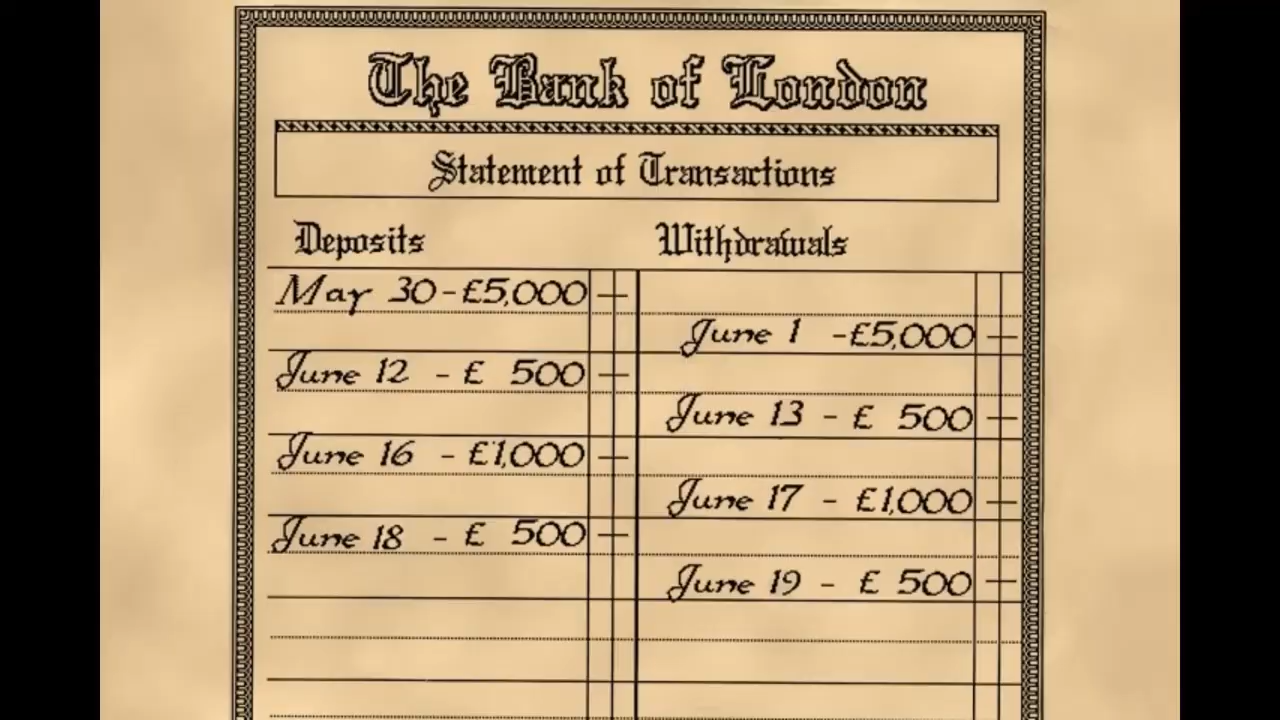 The Bank of London
Statement of Transactions
Deposits Withdrawals
May 30 - £5,000 —
June 1 - £5,000 —
June 12 - £ 500 —
June 13 - £ 500 —
June 16 - £1,000 —
June 17 - £1,000 —
June 18 - £ 500 —
June 19 - £ 500 —